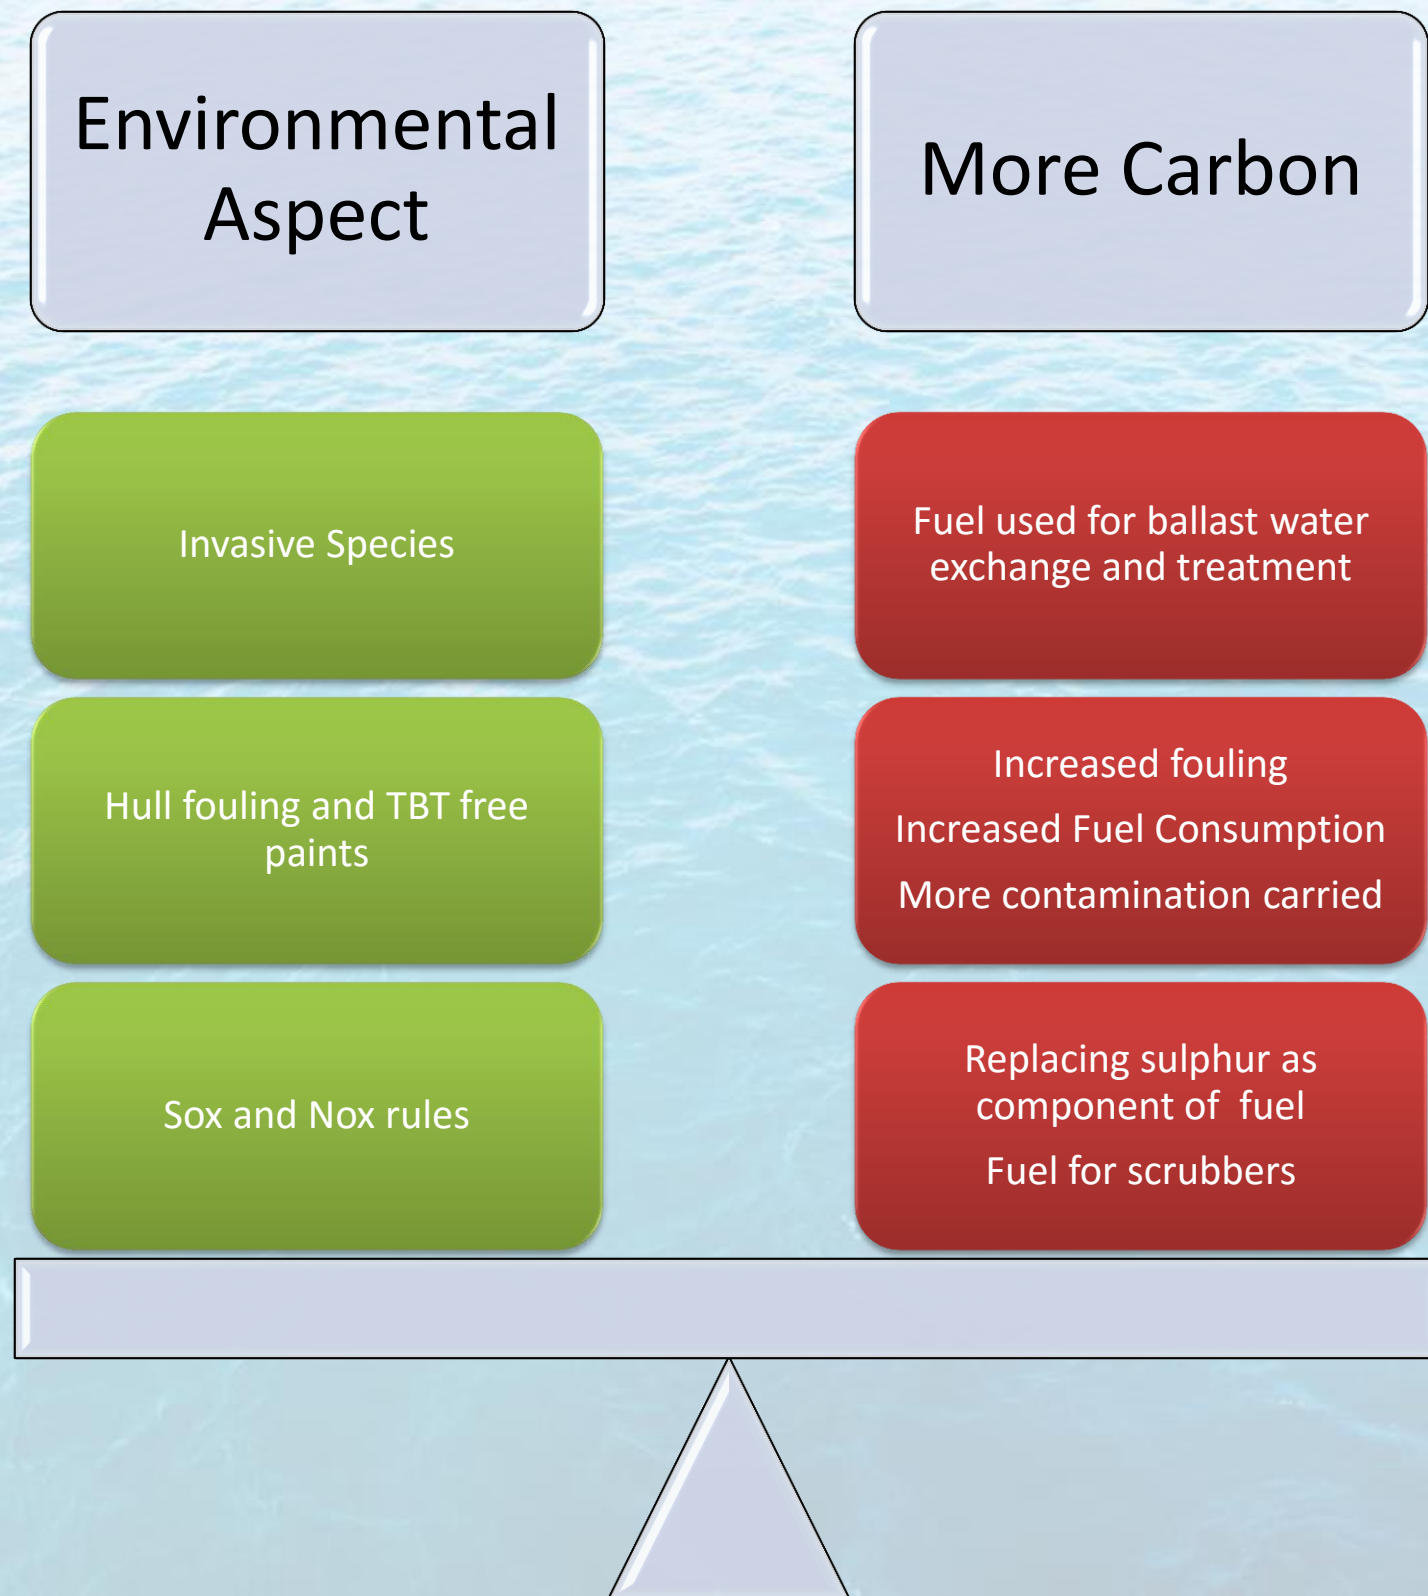 Environmental
Aspect
More Carbon
Invasive Species
Fuel used for ballast water
exchange and treatment
Hull fouling and TBT free
paints
Increased fouling
Increased Fuel Consumption
More contamination carried
Sox and Nox rules
Replacing sulphur as
component of  fuel
Fuel for scrubbers